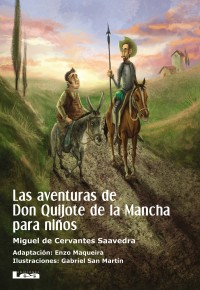 Las aventuras de
Don Quijote de la Mancha
para niños
Miguel de Cervantes Saavedra
Adaptación: Enzo Maqueira
Ilustraciones: Gabriel San Martín
Lea